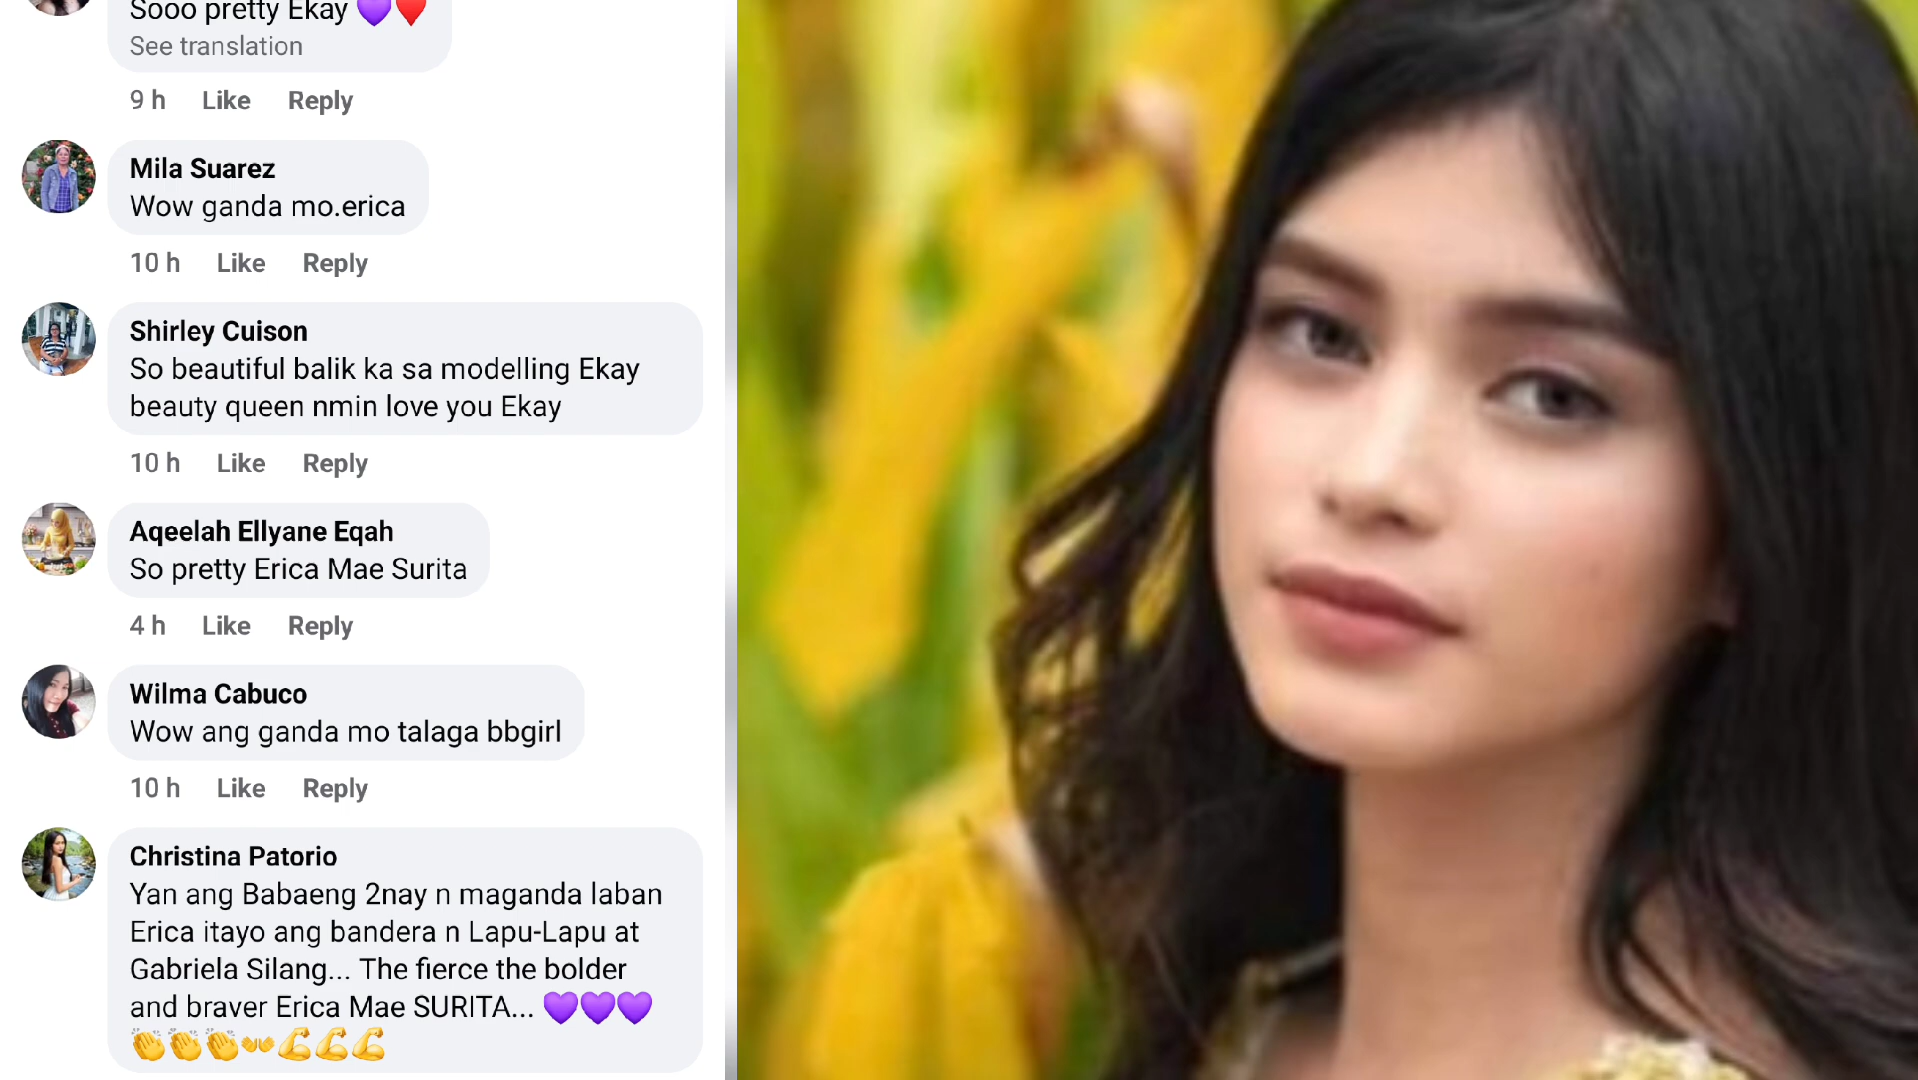 Sooo pretty Ekay 💜♥️
See translation
9 h Like Reply
Mila Suarez
Wow ganda mo.erica
10 h Like Reply
Shirley Cuison
So beautiful balik ka sa modelling Ekay
beauty queen nmin love you Ekay
10 h Like Reply
Aqeelah Ellyane Eqah
So pretty Erica Mae Surita
4 h Like Reply
Wilma Cabuco
Wow ang ganda mo talaga bbgirl
10 h Like Reply
Christina Patorio
Yan ang Babaeng 2nay n maganda laban
Erica itayo ang bandera n Lapu-Lapu at
Gabriela Silang... The fierce the bolder
and braver Erica Mae SURITA... 💜💜💜
👏👏👏👐💪💪💪